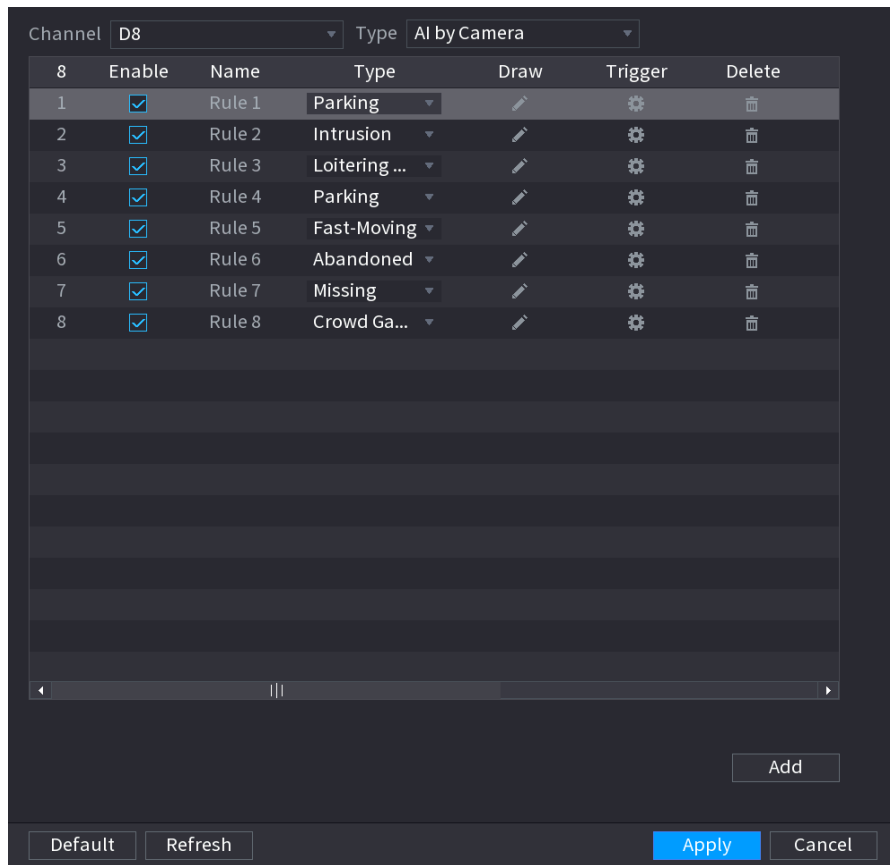 Channel D8 Type AI by Camera
8 Enable Name Type Draw Trigger Delete
1 Rule 1 Parking
2 Rule 2 Intrusion
3 Rule 3 Loitering ...
4 Rule 4 Parking
5 Rule 5 Fast-Moving
6 Rule 6 Abandoned
7 Rule 7 Missing
8 Rule 8 Crowd Ga...
Add
Default Refresh Apply Cancel